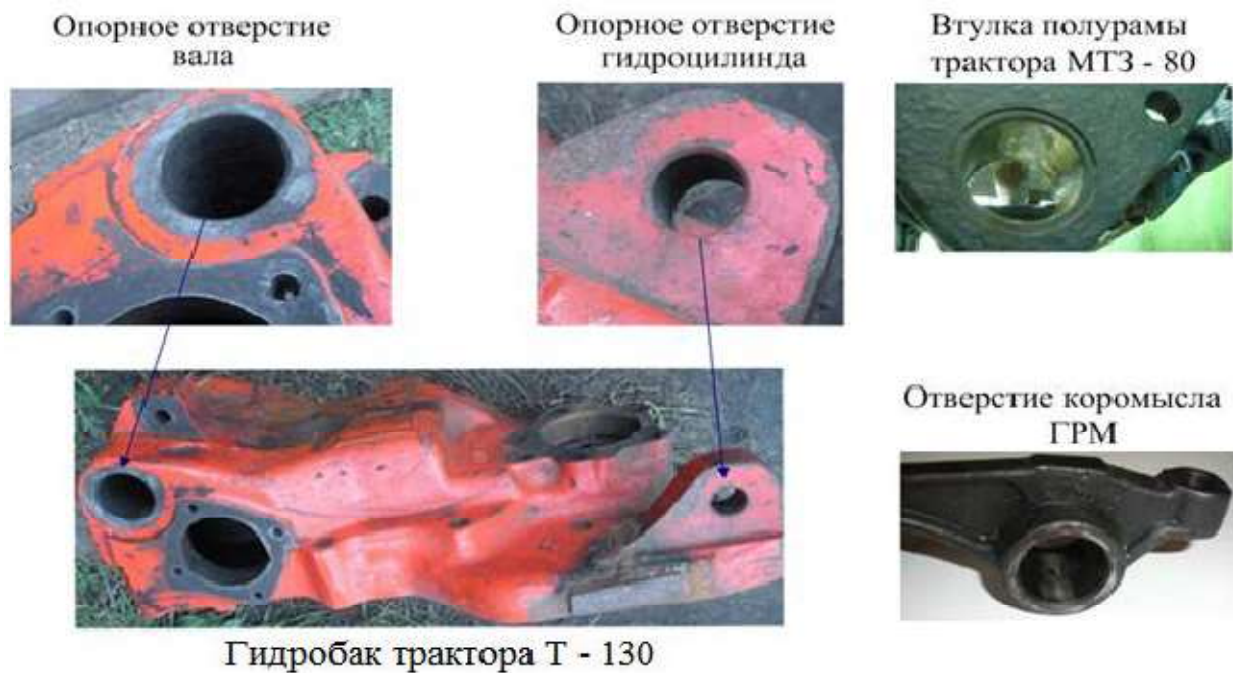 Опорное отверстие
вала
Опорное отверстие
гидроцилинда
Втулка полурамы
трактора МТЗ - 80
Отверстие коромысла
ГРМ
Гидробак трактора Т - 130